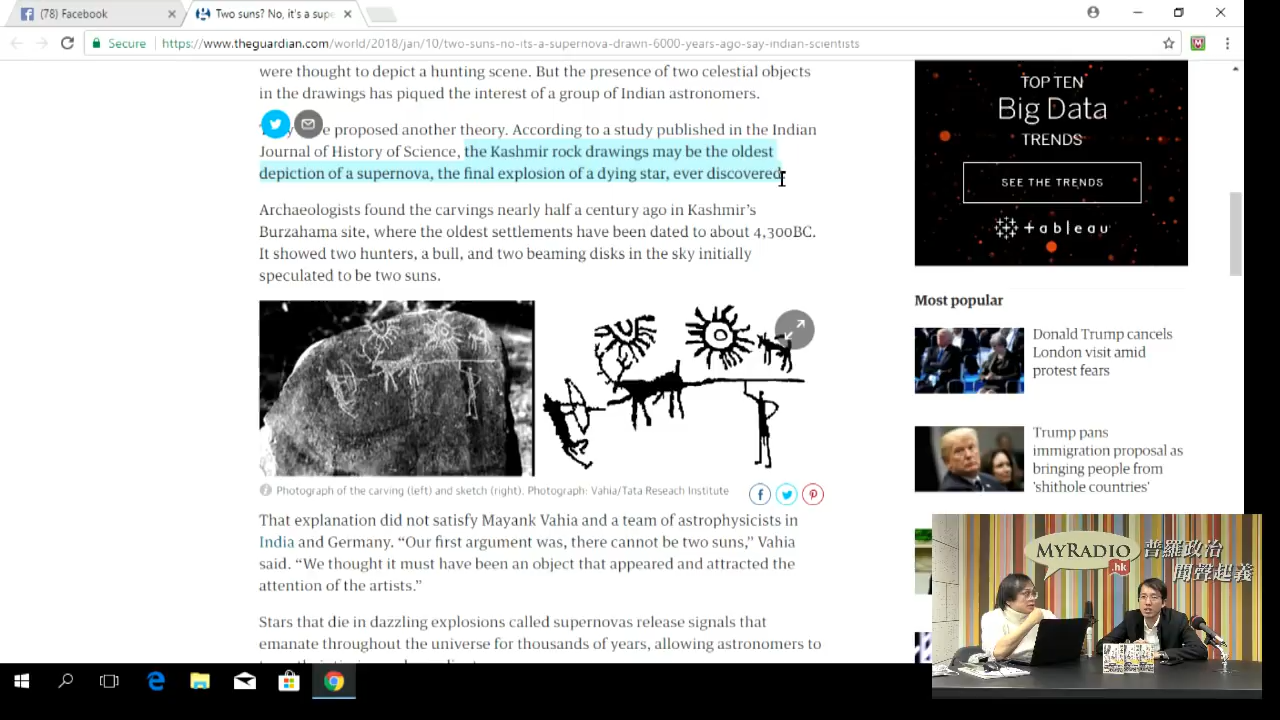 (78) Facebook
Two suns? No, it's a supe
Secure
https://www.theguardian.com/world/2018/jan/10/two-suns-no-its-a-supernova-drawn-6000-years-ago-say-indian-scientists
were thought to depict a hunting scene. But the presence of two celestial objects
in the drawings has piqued the interest of a group of Indian astronomers.
proposed another theory. According to a study published in the Indian
Journal of History of Science, the Kashmir rock drawings may be the oldest
depiction of a supernova, the final explosion of a dying star, ever discovered
Archaeologists found the carvings nearly half a century ago in Kashmir's
Burzahama site, where the oldest settlements have been dated to about 4,300BC.
It showed two hunters, a bull, and two beaming disks in the sky initially
speculated to be two suns.
Photograph of the carving (left) and sketch (right). Photograph: Vahia/Tata Reseach Institute
That explanation did not satisfy Mayank Vahia and a team of astrophysicists in
India and Germany. “Our first argument was, there cannot be two suns,” Vahia
said. “We thought it must have been an object that appeared and attracted the
attention of the artists.”
Stars that die in dazzling explosions called supernovas release signals that
emanate throughout the universe for thousands of years, allowing astronomers to
TOP TEN
Big Data
TRENDS
SEE THE TRENDS
tableau
Most popular
Donald Trump cancels
London visit amid
protest fears
Trump pans
immigration proposal as
bringing people from
'shithole countries'
MYRADIO
.hk
普羅政治
聞聲起義